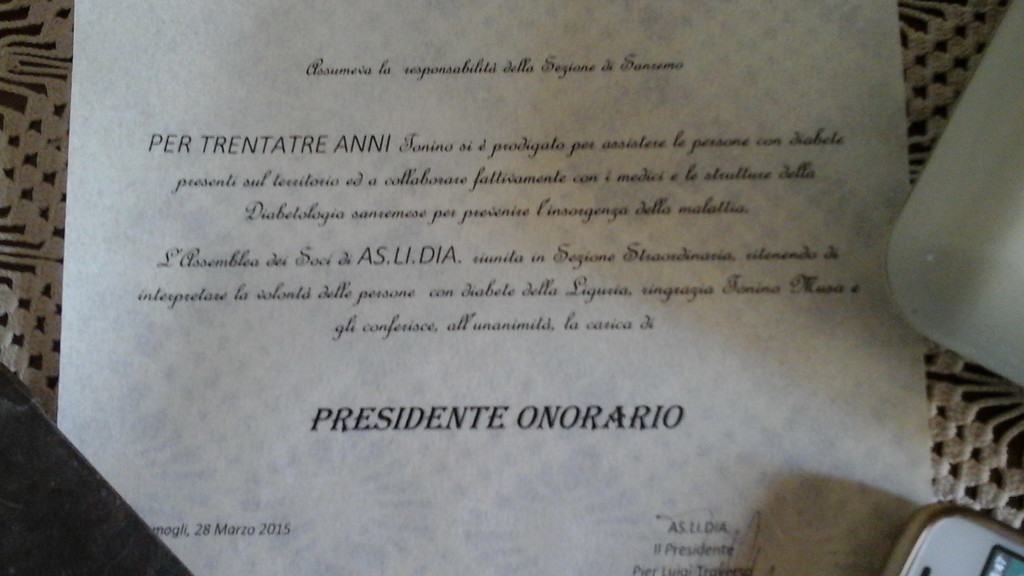 Assumeva la responsabilità della Sezione di Sanremo
PER TRENTATRE ANNI Tonino si è prodigato per assistere le persone con diabete
presenti sul territorio ed a collaborare fattivamente con i medici e le strutture della
Diabetologia sanremese per prevenire l'insorgenza della malattia.
L'Assemblea dei Soci di AS.LI.DIA. riunita in Sezione Straordinaria, ritenendo di
interpretare la volontà delle persone con diabete della Liguria, ringrazia Tonino Musa e
gli conferisce, all'unanimità, la carica di
PRESIDENTE ONORARIO
mogli, 28 Marzo 2015
AS.LI.DIA.
Il Presidente
Pier Luigi Traverso